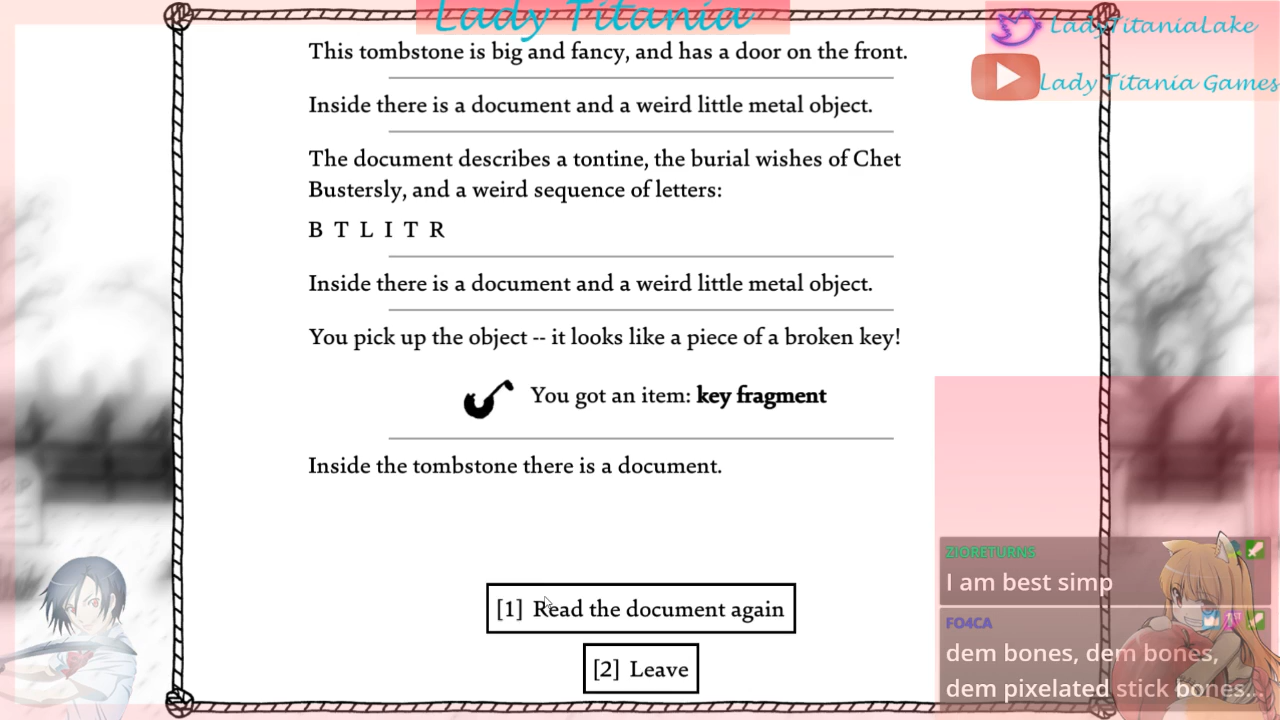 Lady Titania
LadyTitaniaLake
Lady Titania Games
This tombstone is big and fancy, and has a door on the front.
Inside there is a document and a weird little metal object.
The document describes a tontine, the burial wishes of Chet
Bustersly, and a weird sequence of letters:
B T L I T R
Inside there is a document and a weird little metal object.
You pick up the object -- it looks like a piece of a broken key!
You got an item: key fragment
Inside the tombstone there is a document.
[1] Read the document again
[2] Leave
ZIORETURNS
I am best simp
FO4CA
dem bones, dem bones,
dem pixelated stick bones...